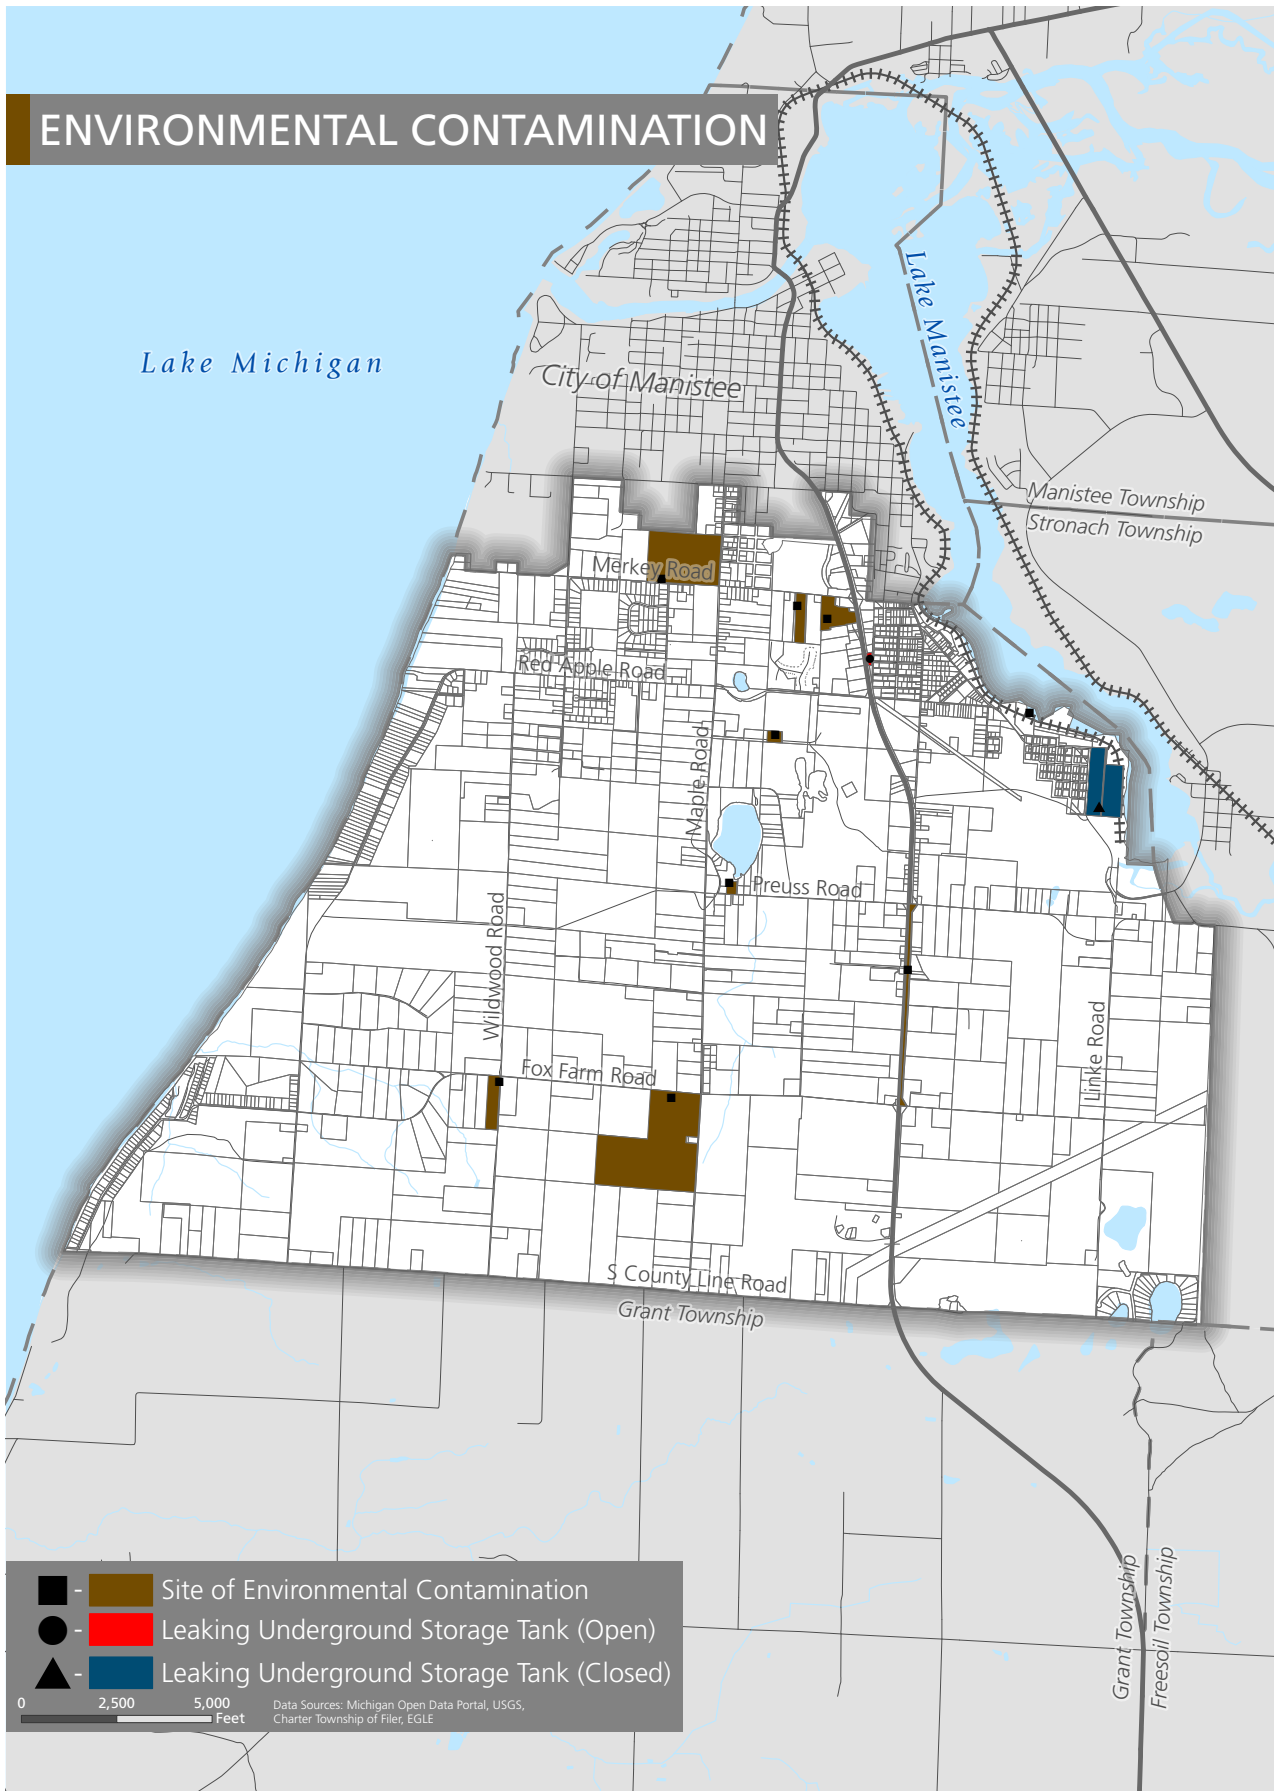 ENVIRONMENTAL CONTAMINATION
Lake Manistee
Lake Michigan
City of Manistee
Manistee Township
Stronach Township
Merkey Road
Red Apple Road
Maple Road
Preuss Road
Wildwood Road
Linke Road
Fox Farm Road
S County Line Road
Grant Township
Grant Township
Freesoil Township
- Site of Environmental Contamination
- Leaking Underground Storage Tank (Open)
- Leaking Underground Storage Tank (Closed)
0 2,500 5,000
Feet
Data Sources: Michigan Open Data Portal, USGS,
Charter Township of Filer, EGLE